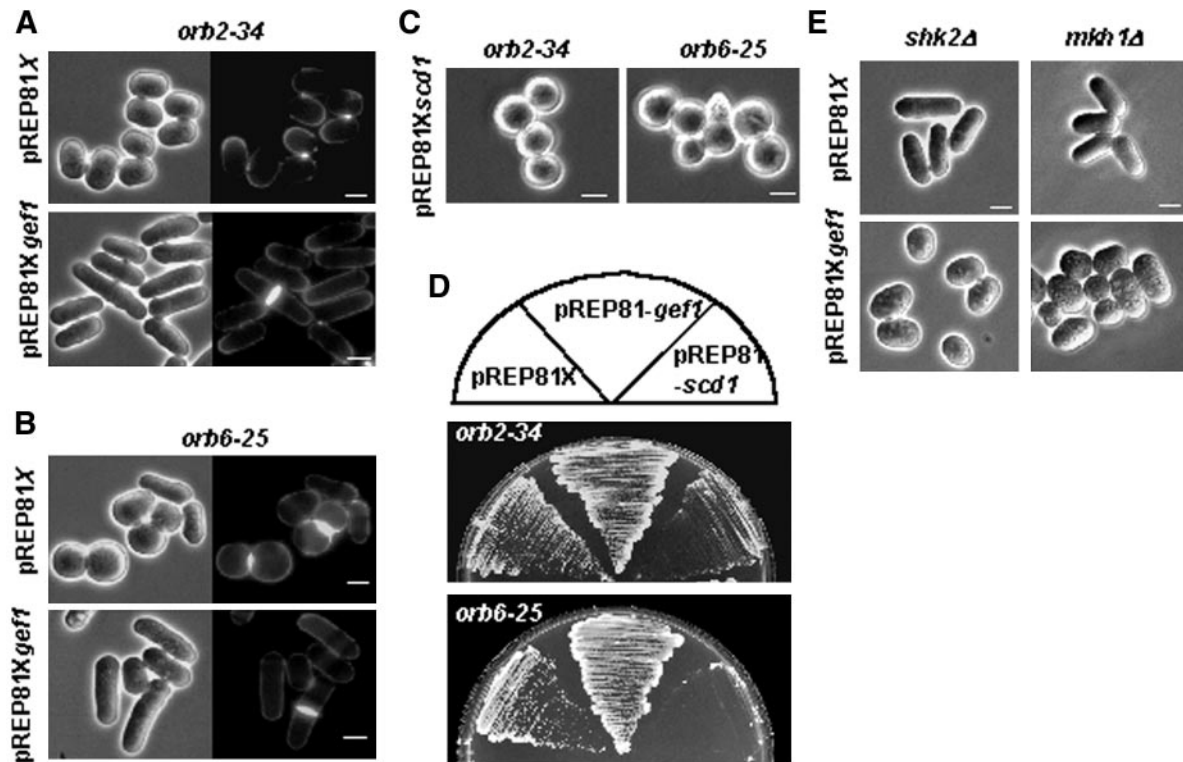 A
orb2-34
pREP81X
pREP81Xgef1
B
orb6-25
pREP81X
pREP81Xgef1
C
orb2-34
orb6-25
pREP81Xscd1
D
pREP81X
pREP81-gef1
pREP81
-scd1
orb2-34
orb6-25
E
shk2Δ
mkh1Δ
pREP81X
pREP81Xgef1